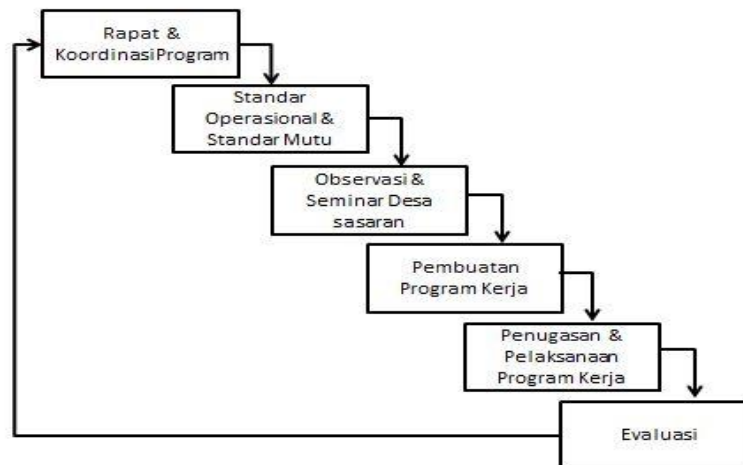 Rapat &
KoordinasiProgram
Standar
Operasional &
Standar Mutu
Observasi &
Seminar Desa
sasaran
Pembuatan
Program Kerja
Penugasan &
Pelaksanaan
Program Kerja
Evaluasi